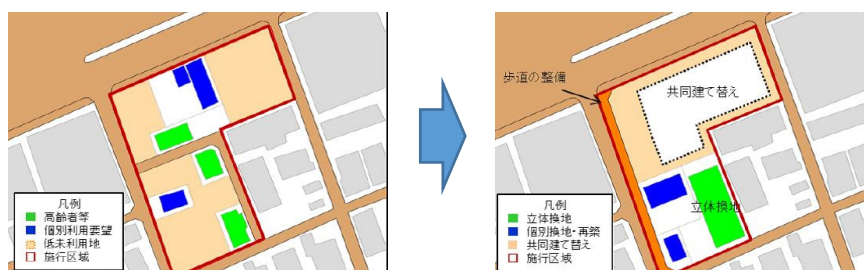 凡例
高齢者等
個別利用要望
低未利用地
施行区域
歩道の整備
共同建て替え
立体換地
凡例
立体換地
個別換地・再築
共同建て替え
施行区域